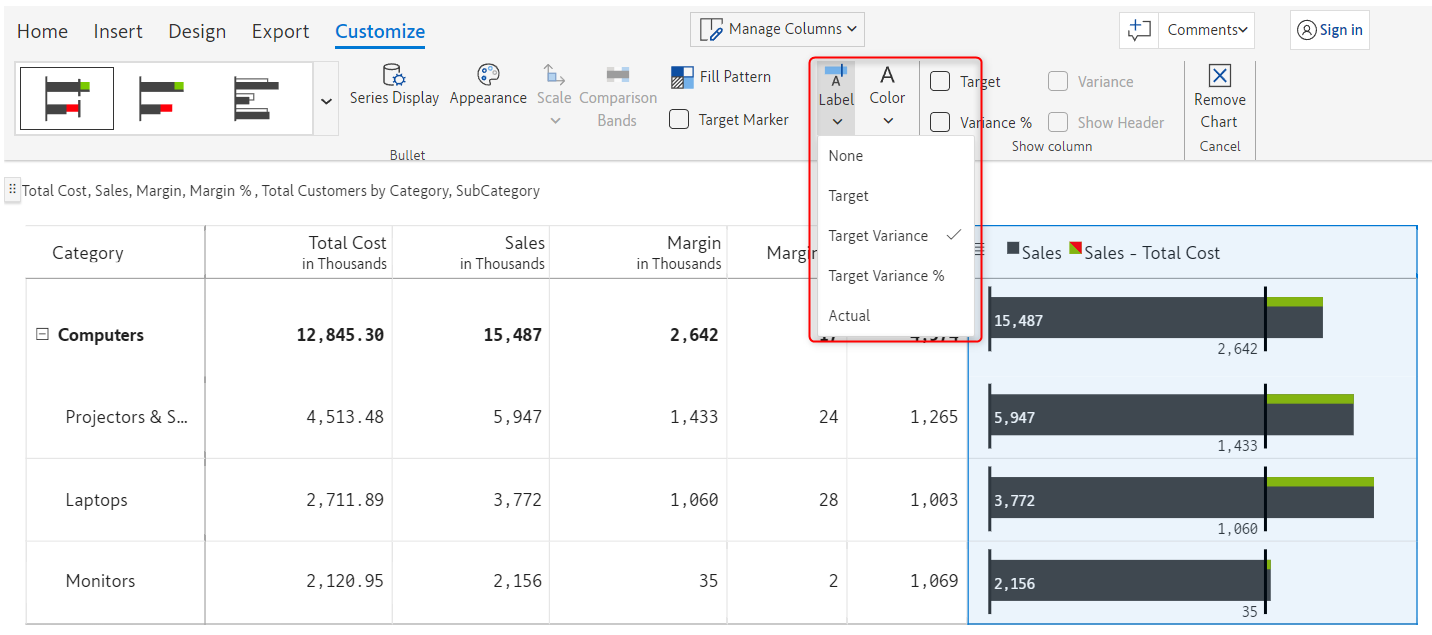 Home Insert Design Export Customize Manage Columns Comments Sign in
Series Display Appearance Scale Comparison Bands Fill Pattern Target Marker
Bullet
A Label A Color
Target Variance
Variance % Show Header
Show column
Remove Chart
Cancel
None
Target
Target Variance
Target Variance %
Actual
Total Cost, Sales, Margin, Margin % , Total Customers by Category, SubCategory
Category Total Cost in Thousands Sales in Thousands Margin in Thousands Sales Sales - Total Cost
Computers 12,845.30 15,487 2,642 15,487
2,642
Projectors & S... 4,513.48 5,947 1,433 24 1,265 5,947
1,433
Laptops 2,711.89 3,772 1,060 28 1,003 3,772
1,060
Monitors 2,120.95 2,156 35 2 1,069 2,156
35